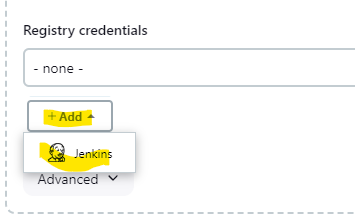 Registry credentials
- none -
+ Add
Jenkins
Advanced